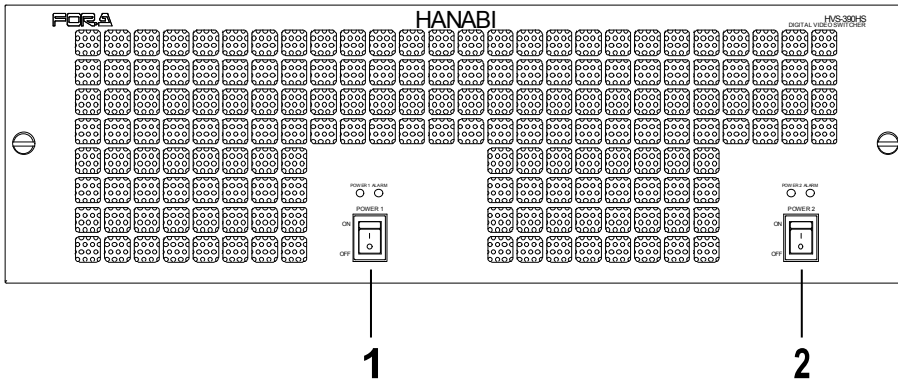 FOR.A
HANABI
HVS-390HS
DIGITAL VIDEO SWITCHER
POWER 1 ALARM
POWER 1
ON
I
O
OFF
POWER 2 ALARM
POWER 2
ON
I
O
OFF
1
2